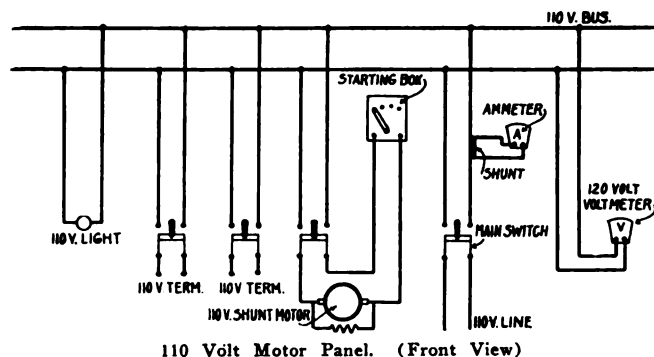 110 V. BUS.
STARTING BOX
AMMETER
A
SHUNT
120 VOLT
VOLTMETER
V
110 V. LIGHT
MAIN SWITCH
110 V TERM.
110 V TERM.
110 V. SHUNT MOTOR
110 V. LINE
110 Volt Motor Panel. (Front View)